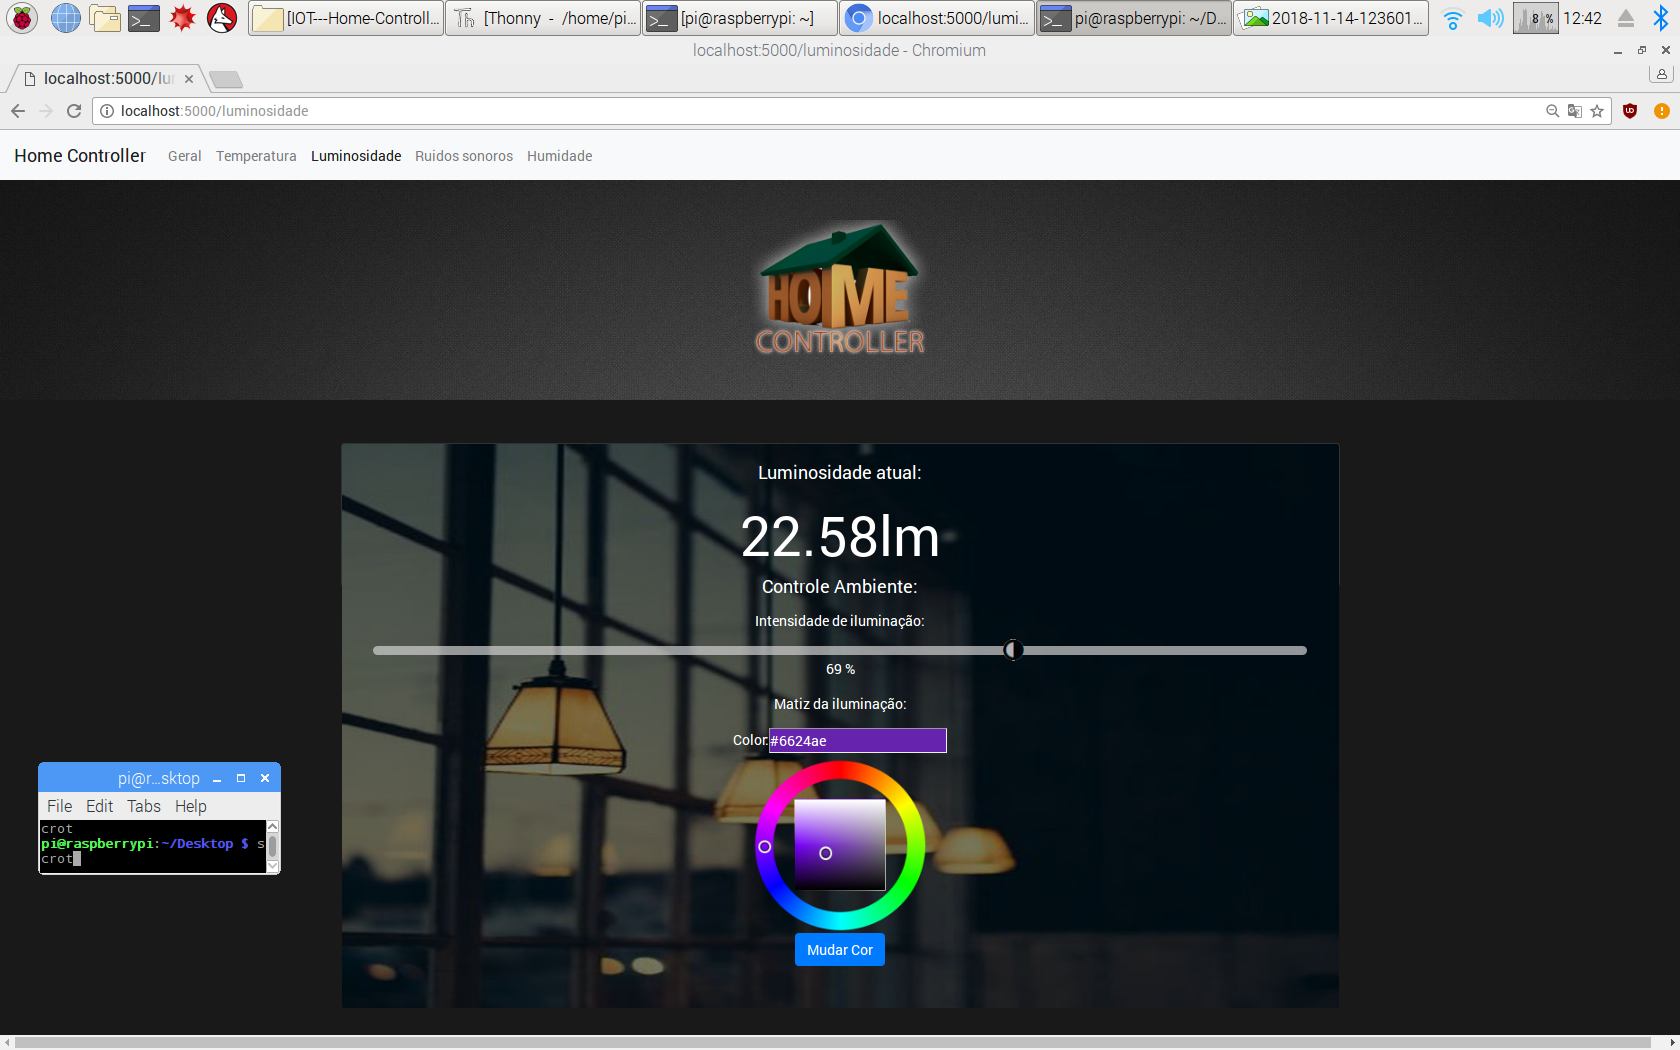 [IOT---Home-Controll...
[Thonny - /home/pi...
[pi@raspberrypi: ~]
localhost:5000/lumi...
pi@raspberrypi: ~/D...
2018-11-14-123601...
8 %
12:42
localhost:5000/luminosidade - Chromium
localhost:5000/lu
localhost:5000/luminosidade
Home Controller
Geral
Temperatura
Luminosidade
Ruidos sonoros
Humidade
HOME
CONTROLLER
Luminosidade atual:
22.58lm
Controle Ambiente:
Intensidade de iluminação:
69 %
Matiz da iluminação:
Color:
#6624ae
Mudar Cor
pi@r...sktop
File Edit Tabs Help
crot
pi@raspberrypi:~/Desktop $ s
crot